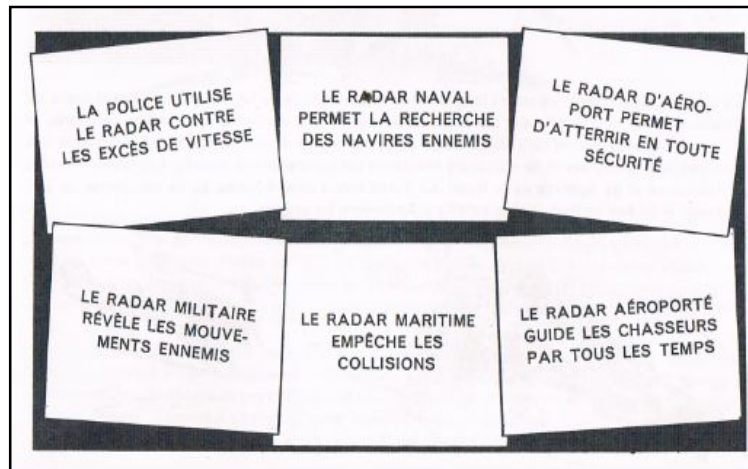 LA POLICE UTILISE
LE RADAR CONTRE
LES EXCÈS DE VITESSE
LE RADAR NAVAL
PERMET LA RECHERCHE
DES NAVIRES ENNEMIS
LE RADAR D'AÉRO-
PORT PERMET
D'ATTERRIR EN TOUTE
SÉCURITÉ
LE RADAR MILITAIRE
RÉVÈLE LES MOUVE-
MENTS ENNEMIS
LE RADAR MARITIME
EMPÊCHE LES
COLLISIONS
LE RADAR AÉROPORTÉ
GUIDE LES CHASSEURS
PAR TOUS LES TEMPS